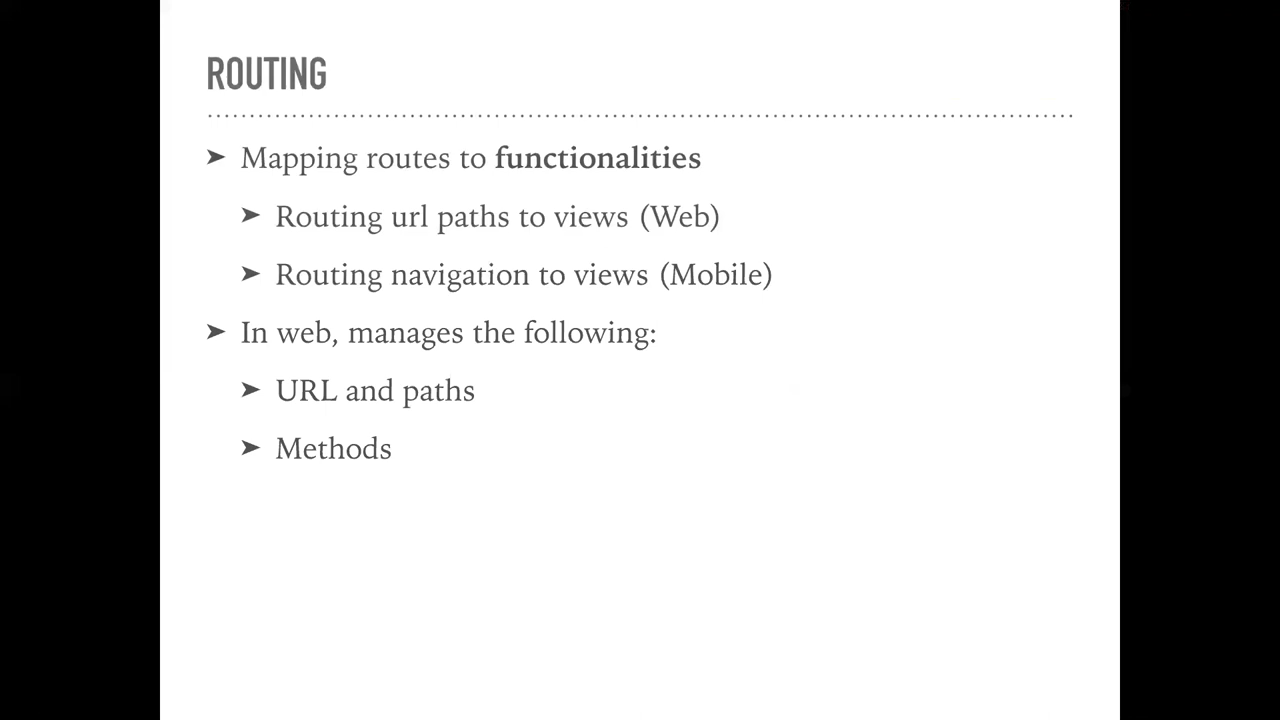 ROUTING
➤ Mapping routes to functionalities
➤ Routing url paths to views (Web)
➤ Routing navigation to views (Mobile)
➤ In web, manages the following:
➤ URL and paths
➤ Methods